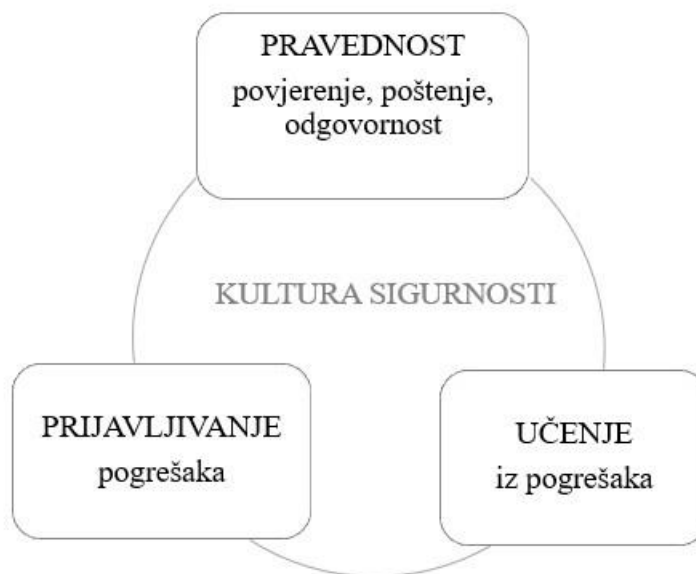 PRAVEDNOST
povjerenje, poštenje,
odgovornost
KULTURA SIGURNOSTI
PRIJAVLJIVANJE
pogrešaka
UČENJE
iz pogrešaka